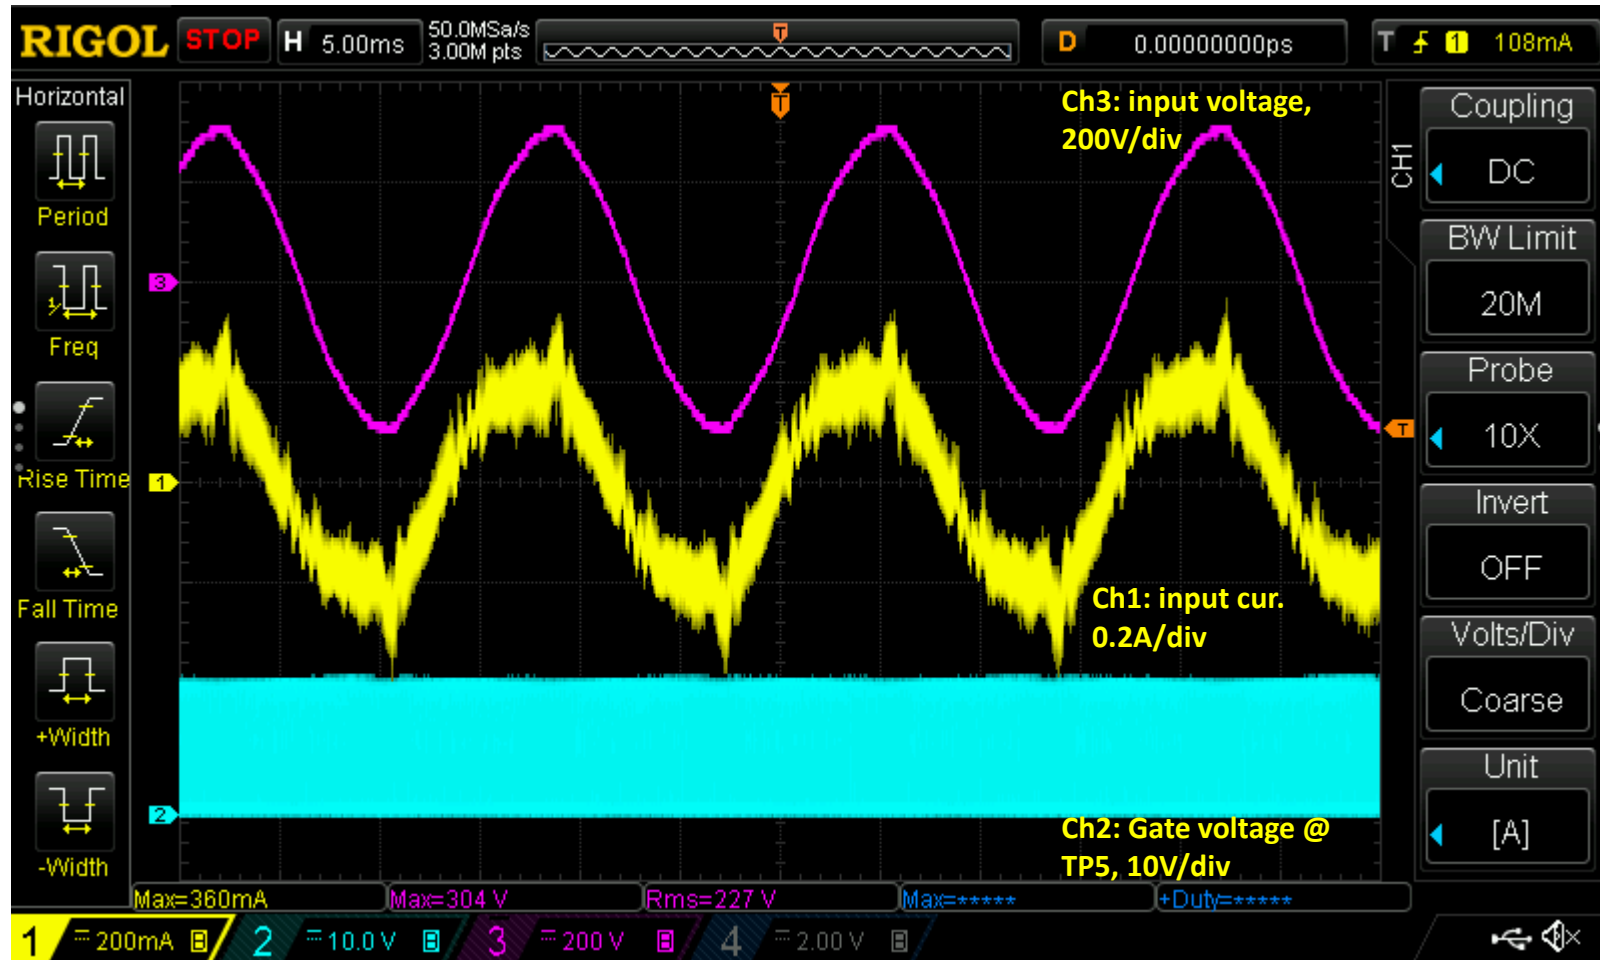 RIGOL STOP H 5.00ms 50.0MSa/s D 0.00000000ps T 1 108mA
3.00M pts
T
Horizontal
Period
Freq
Rise Time
Fall Time
+Width
-Width
T
Ch3: input voltage,
200V/div
3
1
T
Ch1: input cur.
0.2A/div
2
Ch2: Gate voltage @
TP5, 10V/div
CH1
Coupling
DC
BW Limit
20M
Probe
10X
Invert
OFF
Volts/Div
Coarse
Unit
[A]
Max=360mA Max=304 V Rms=227 V Max=***** +Duty=*****
1 200mA B 2 10.0 V B 3 200 V B 4 2.00 V B